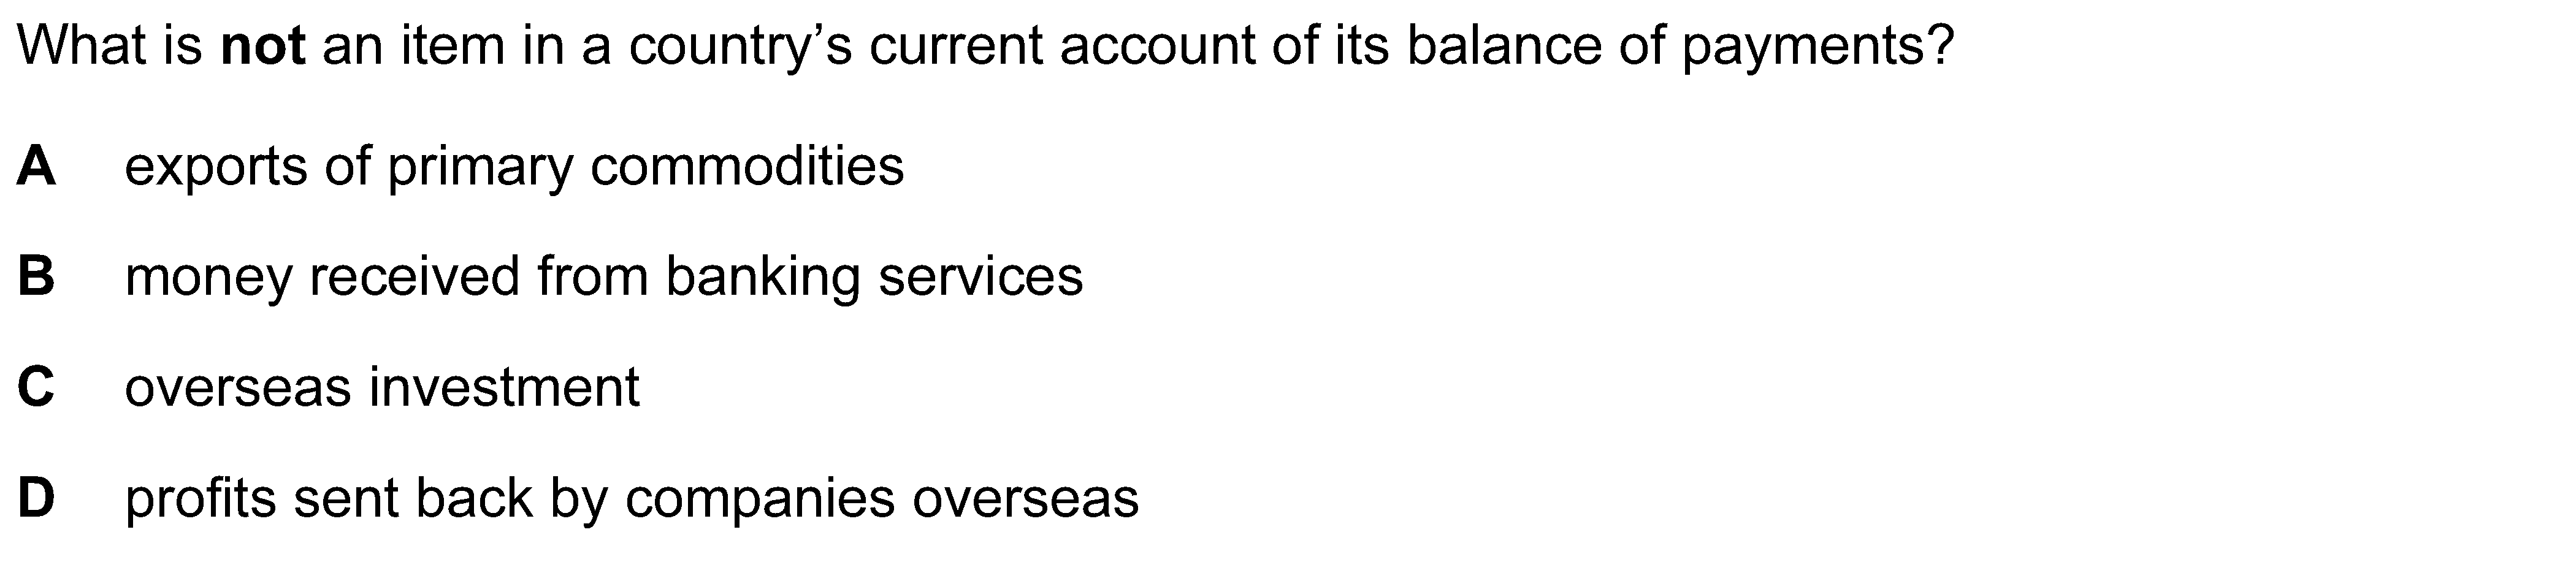 What is not an item in a country’s current account of its balance of payments?
A exports of primary commodities
B money received from banking services
C overseas investment
D profits sent back by companies overseas